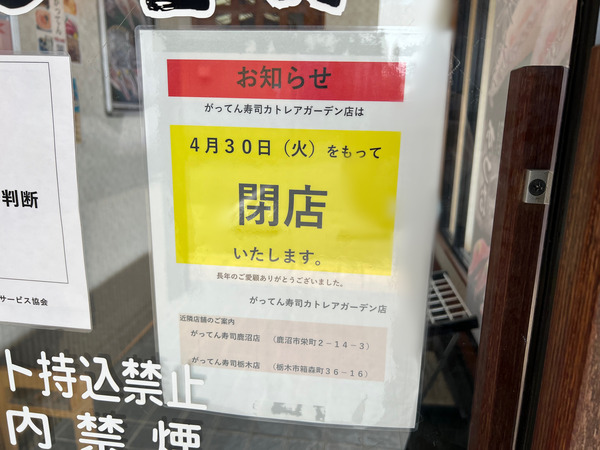 お知らせ
がってん寿司カトレアガーデン店は
4月30日（火）をもって
閉店
いたします。
長年のご愛顧ありがとうございました。
がってん寿司カトレアガーデン店
近隣店舗のご案内
がってん寿司鹿沼店　（鹿沼市栄町2－14－3）
がってん寿司栃木店　（栃木市箱森町36－16）
判断
サービス協会
ト持込禁止
内禁煙